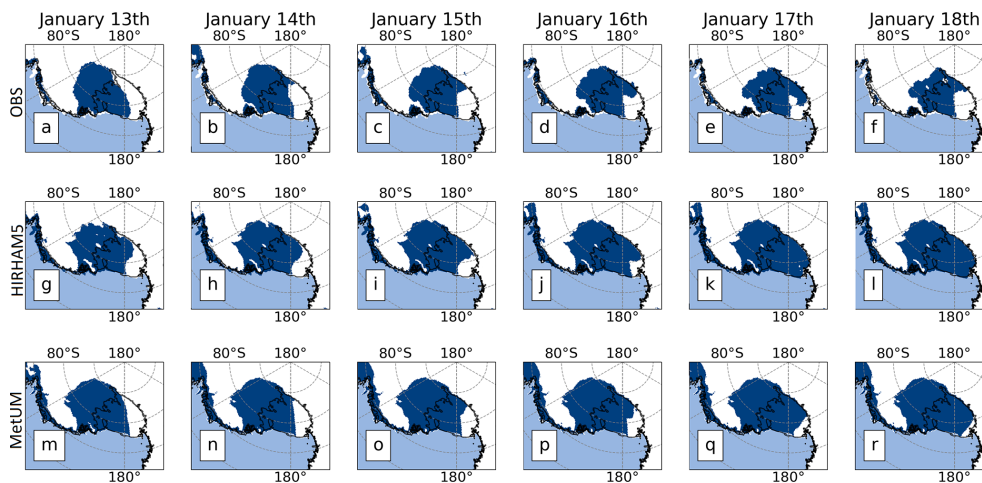 January 13th January 14th January 15th January 16th January 17th January 18th
80°S 180° 80°S 180° 80°S 180° 80°S 180° 80°S 180° 80°S 180°
OBS
a b c d e f
180° 180° 180° 180° 180° 180°
80°S 180° 80°S 180° 80°S 180° 80°S 180° 80°S 180° 80°S 180°
HIRHAM5
g h i j k l
180° 180° 180° 180° 180° 180°
80°S 180° 80°S 180° 80°S 180° 80°S 180° 80°S 180° 80°S 180°
MetUM
m n o p q r
180° 180° 180° 180° 180° 180°